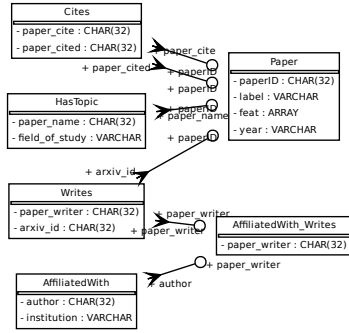 Cites
- paper_cite : CHAR(32)
- paper_cited : CHAR(32)
+ paper_cite
+ paperID
+ paper_cited
+ paperID
Paper
- paperID : CHAR(32)
- label : VARCHAR
- feat : ARRAY
- year : VARCHAR
HasTopic
- paper_name : CHAR(32)
- field_of_study : VARCHAR
+ paperID
+ paper_name
+ paperID
+ arxiv_id
Writes
- paper_writer : CHAR(32)
- arxiv_id : CHAR(32)
+ paper_writer
+ paper_writer
AffiliatedWith_Writes
- paper_writer : CHAR(32)
+ paper_writer
AffiliatedWith
- author : CHAR(32)
- institution : VARCHAR
+ author